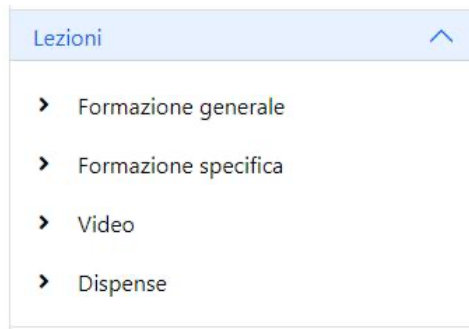 Lezioni
Formazione generale
Formazione specifica
Video
Dispense